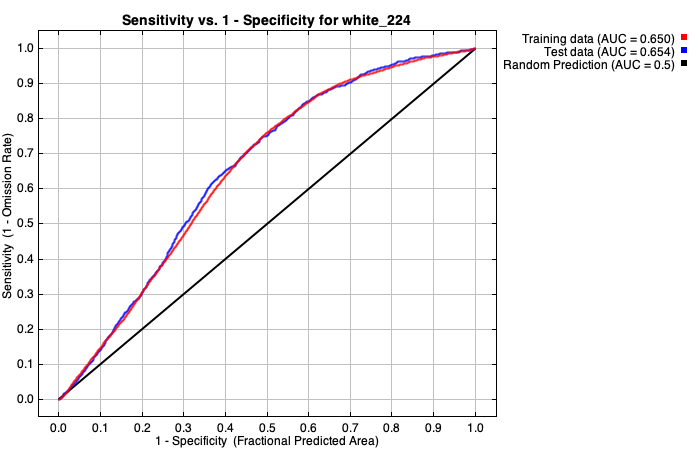 Sensitivity vs. 1 - Specificity for white_224
Training data (AUC = 0.650)
Test data (AUC = 0.654)
Random Prediction (AUC = 0.5)
Sensitivity (1 - Omission Rate)
1.0
0.9
0.8
0.7
0.6
0.5
0.4
0.3
0.2
0.1
0.0
0.0 0.1 0.2 0.3 0.4 0.5 0.6 0.7 0.8 0.9 1.0
1 - Specificity (Fractional Predicted Area)